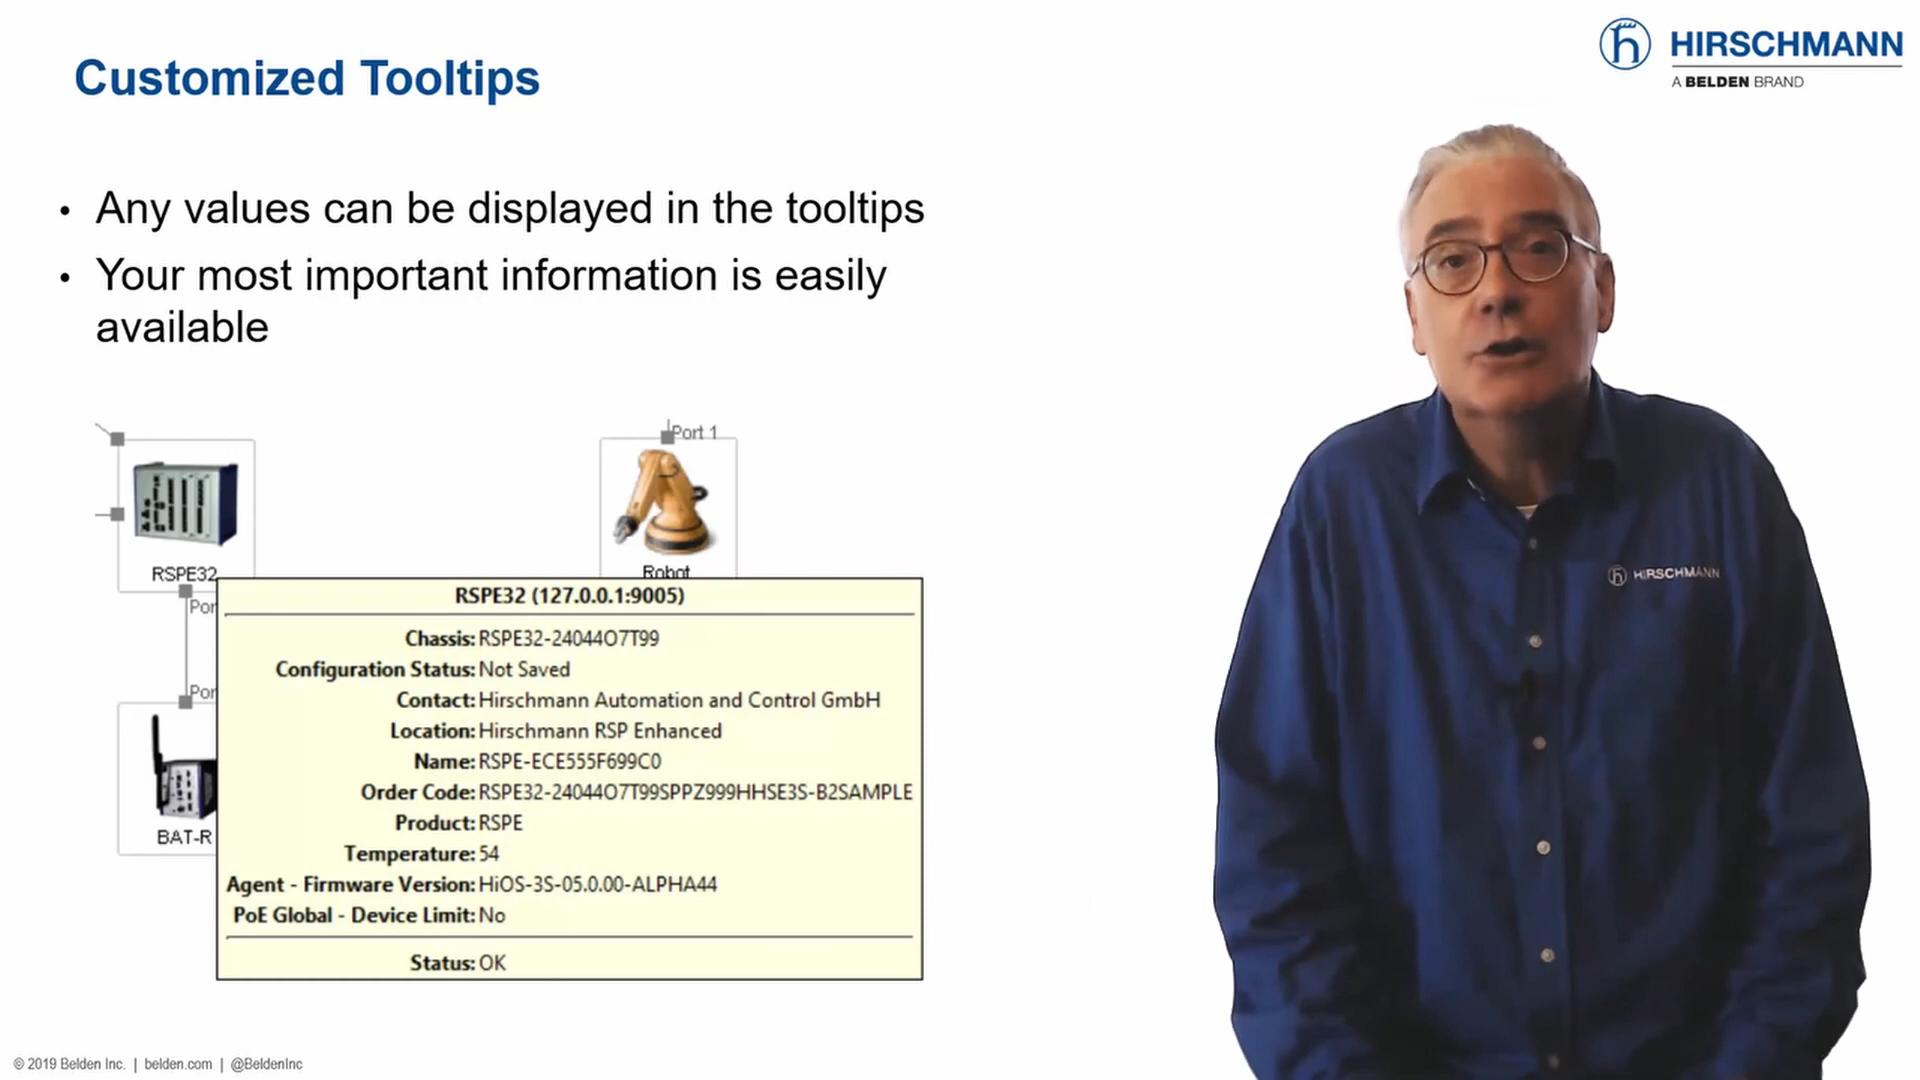 Customized Tooltips
HIRSCHMANN
A BELDEN BRAND
• Any values can be displayed in the tooltips
• Your most important information is easily
available
Port 1
RSPE32
Robot
Por
Por
BAT-R
RSPE32 (127.0.0.1:9005)
Chassis: RSPE32-24044O7T99
Configuration Status: Not Saved
Contact: Hirschmann Automation and Control GmbH
Location: Hirschmann RSP Enhanced
Name: RSPE-ECE555F699C0
Order Code: RSPE32-24044O7T99SPPZ999HHSE3S-B2SAMPLE
Product: RSPE
Temperature: 54
Agent - Firmware Version: HiOS-3S-05.0.00-ALPHA44
PoE Global - Device Limit: No
Status: OK
HIRSCHMANN
© 2019 Belden Inc. | belden.com | @BeldenInc